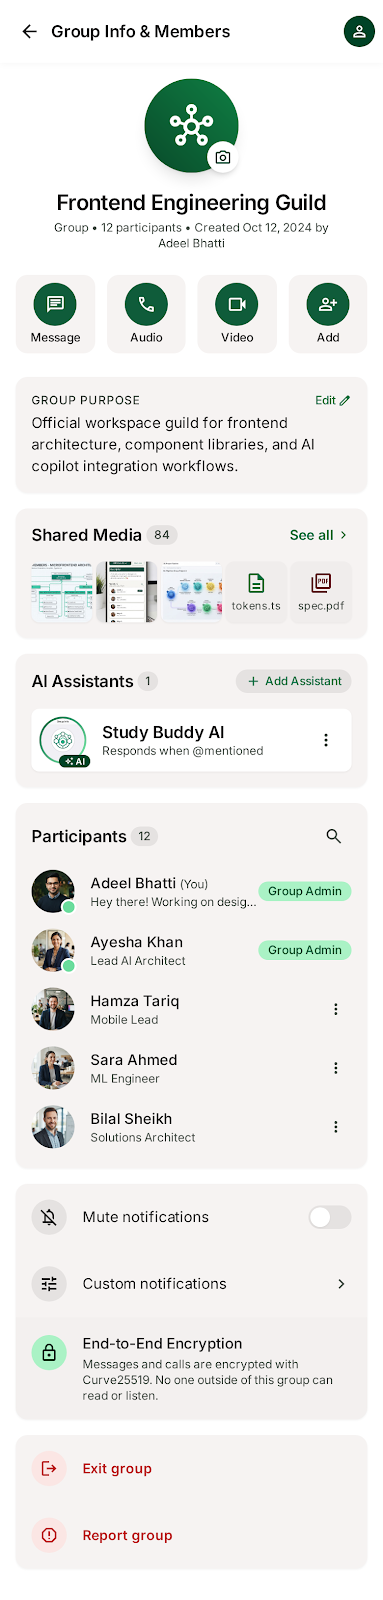 Group Info & Members
Frontend Engineering Guild
Group • 12 participants • Created Oct 12, 2024 by
Adeel Bhatti
Message
Audio
Video
Add
GROUP PURPOSE
Edit
Official workspace guild for frontend
architecture, component libraries, and AI
copilot integration workflows.
Shared Media 84
See all
tokens.ts
PDF
spec.pdf
AI Assistants 1
Add Assistant
AI
Study Buddy AI
Responds when @mentioned
Participants 12
Adeel Bhatti (You)
Hey there! Working on desig...
Group Admin
Ayesha Khan
Lead AI Architect
Group Admin
Hamza Tariq
Mobile Lead
Sara Ahmed
ML Engineer
Bilal Sheikh
Solutions Architect
Mute notifications
Custom notifications
End-to-End Encryption
Messages and calls are encrypted with
Curve25519. No one outside of this group can
read or listen.
Exit group
Report group